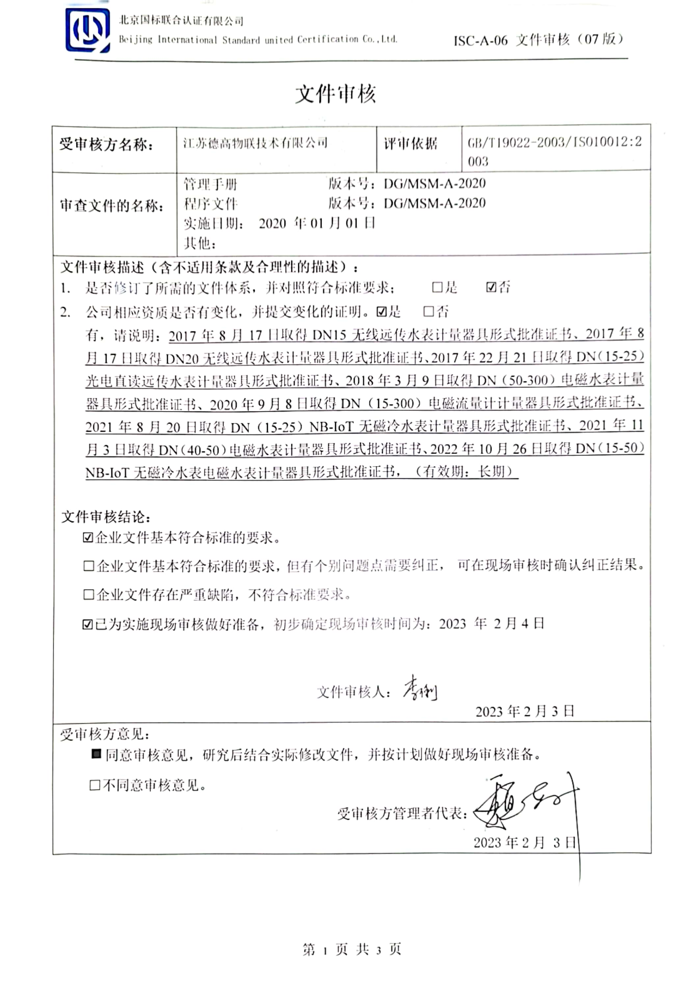 北京国标联合认证有限公司
Beijing International Standard united Certification Co.,Ltd.
ISC-A-06 文件审核（07版）
文件审核
受审核方名称：
江苏德高物联技术有限公司
评审依据
GB/T19022-2003/ISO10012:2
003
审查文件的名称：
管理手册 版本号：DG/MSM-A-2020
程序文件 版本号：DG/MSM-A-2020
实施日期： 2020 年 01 月 01 日
其他：
文件审核描述（含不适用条款及合理性的描述）：
1. 是否修订了所需的文件体系，并对照符合标准要求； □是 ☑否
2. 公司相应资质是否有变化，并提交变化的证明。☑是 □否
有，请说明：2017 年 8 月 17 日取得 DN15 无线远传水表计量器具形式批准证书、2017 年 8
月 17 日取得 DN20 无线远传水表计量器具形式批准证书、2017 年 22 月 21 日取得 DN（15-25）
光电直读远传水表计量器具形式批准证书、2018 年 3 月 9 日取得 DN（50-300）电磁水表计量
器具形式批准证书、2020 年 9 月 8 日取得 DN（15-300）电磁流量计计量器具形式批准证书、
2021 年 8 月 20 日取得 DN（15-25）NB-IoT 无磁冷水表计量器具形式批准证书、2021 年 11
月 3 日取得 DN（40-50）电磁水表计量器具形式批准证书、2022 年 10 月 26 日取得 DN（15-50）
NB-IoT 无磁冷水表电磁水表计量器具形式批准证书，（有效期：长期）
文件审核结论：
☑企业文件基本符合标准的要求。
□企业文件基本符合标准的要求，但有个别问题点需要纠正， 可在现场审核时确认纠正结果。
□企业文件存在严重缺陷，不符合标准要求。
☑已为实施现场审核做好准备，初步确定现场审核时间为：2023 年 2 月 4 日
文件审核人：李俐
2023 年 2 月 3 日
受审核方意见：
■同意审核意见，研究后结合实际修改文件，并按计划做好现场审核准备。
□不同意审核意见。
受审核方管理者代表：
2023 年 2 月 3 日
第 1 页 共 3 页